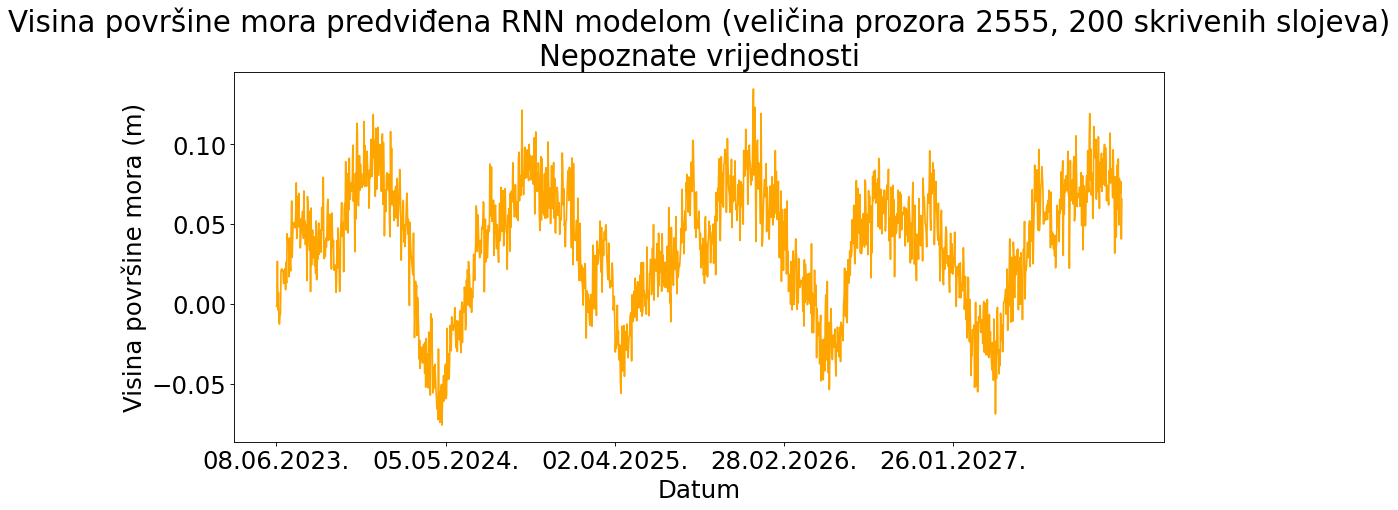 Visina površine mora predviđena RNN modelom (veličina prozora 2555, 200 skrivenih slojeva)
Nepoznate vrijednosti
Visina površine mora (m)
0.10
0.05
0.00
−0.05
08.06.2023. 05.05.2024. 02.04.2025. 28.02.2026. 26.01.2027.
Datum